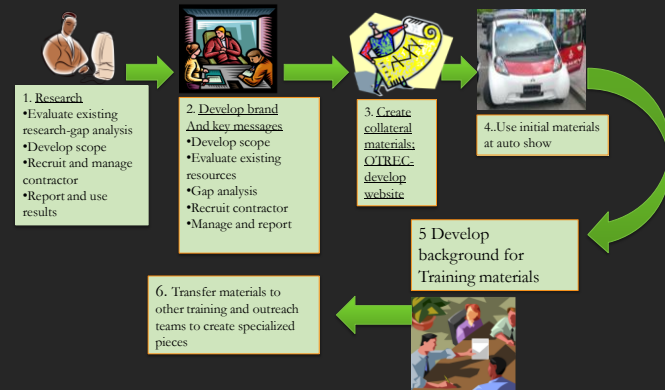 1. Research
•Evaluate existing
research-gap analysis
•Develop scope
•Recruit and manage
contractor
•Report and use
results
2. Develop brand
And key messages
•Develop scope
•Evaluate existing
resources
•Gap analysis
•Recruit contractor
•Manage and report
3. Create
collateral
materials;
OTREC-
develop
website
4..Use initial materials
at auto show
5 Develop
background for
Training materials
6. Transfer materials to
other training and outreach
teams to create specialized
pieces